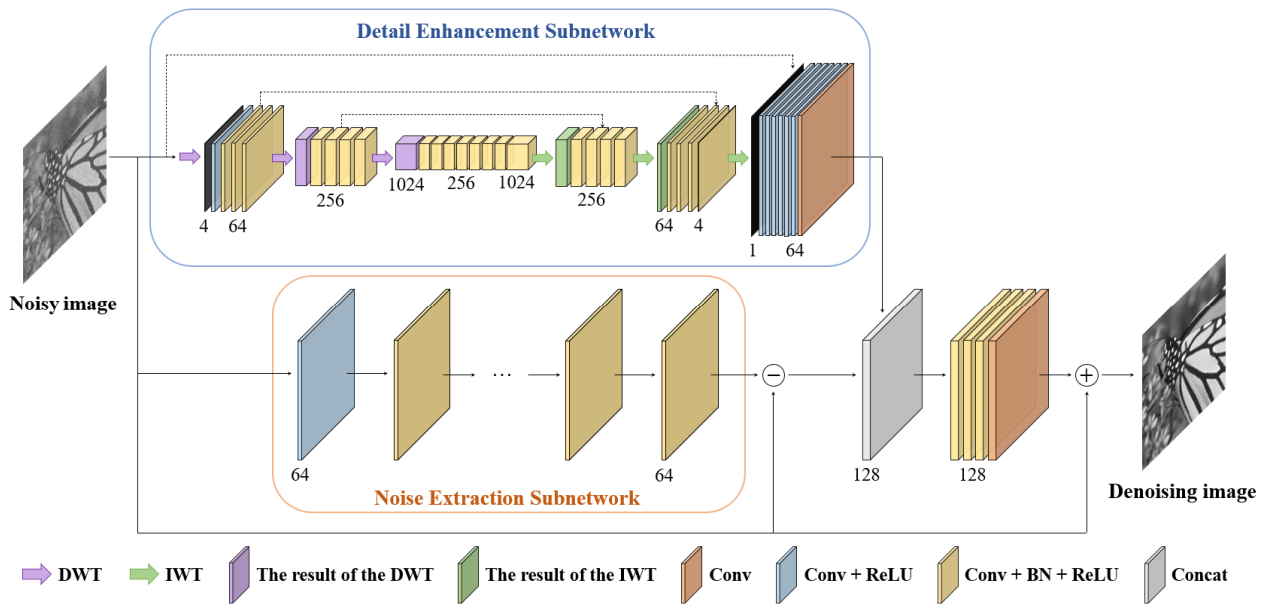 Detail Enhancement Subnetwork
4 64
256
1024 256 1024
256
64 4
1 64
Noisy image
64
...
64
−
128
128
+
Noise Extraction Subnetwork
Denoising image
DWT
IWT
The result of the DWT
The result of the IWT
Conv
Conv + ReLU
Conv + BN + ReLU
Concat